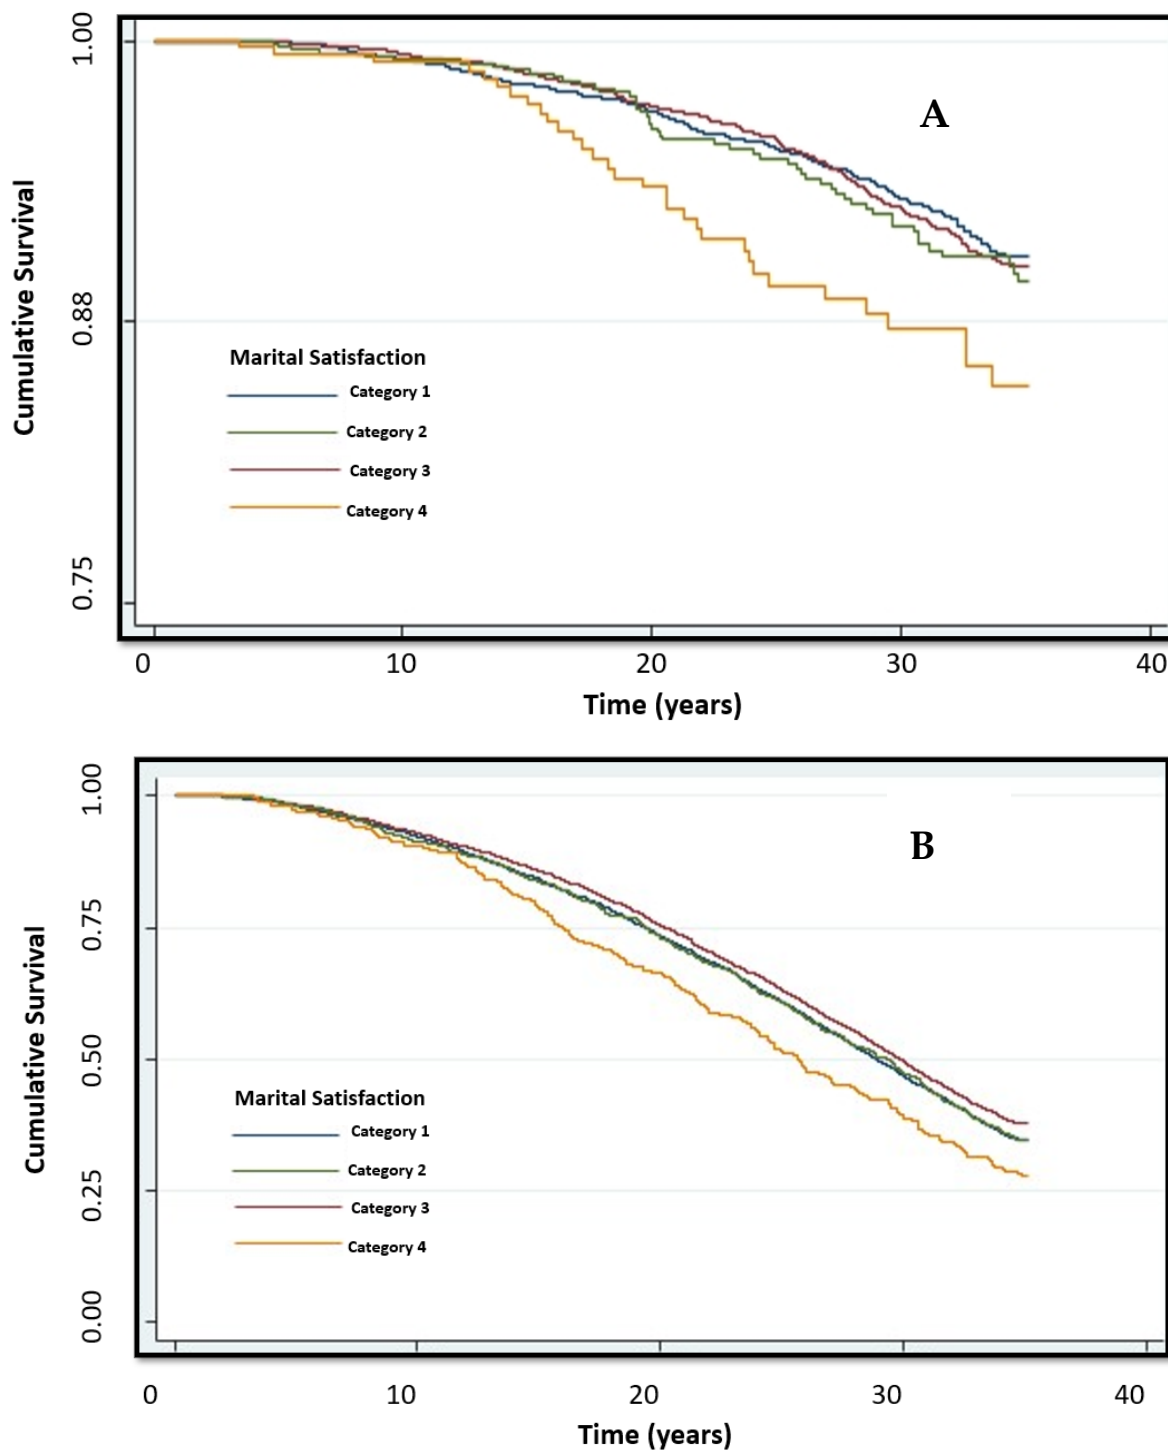 A
1.00
0.88
0.75
Cumulative Survival
Marital Satisfaction
Category 1
Category 2
Category 3
Category 4
0 10 20 30 40
Time (years)
B
1.00
0.75
0.50
0.25
0.00
Cumulative Survival
Marital Satisfaction
Category 1
Category 2
Category 3
Category 4
0 10 20 30 40
Time (years)